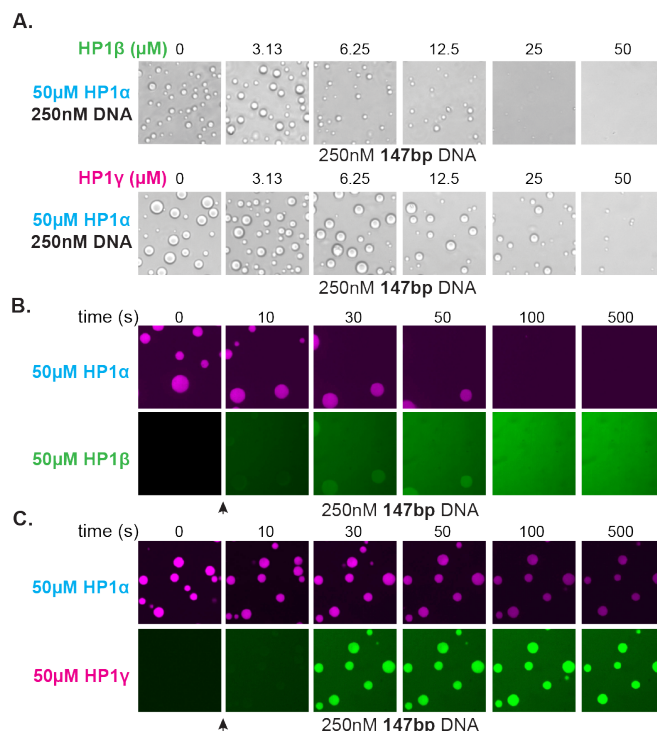 A.
HP1β (μM) 0 3.13 6.25 12.5 25 50
50μM HP1α
250nM DNA
250nM 147bp DNA
HP1γ (μM) 0 3.13 6.25 12.5 25 50
50μM HP1α
250nM DNA
250nM 147bp DNA
B.
time (s) 0 10 30 50 100 500
50μM HP1α
50μM HP1β
250nM 147bp DNA
C.
time (s) 0 10 30 50 100 500
50μM HP1α
50μM HP1γ
250nM 147bp DNA